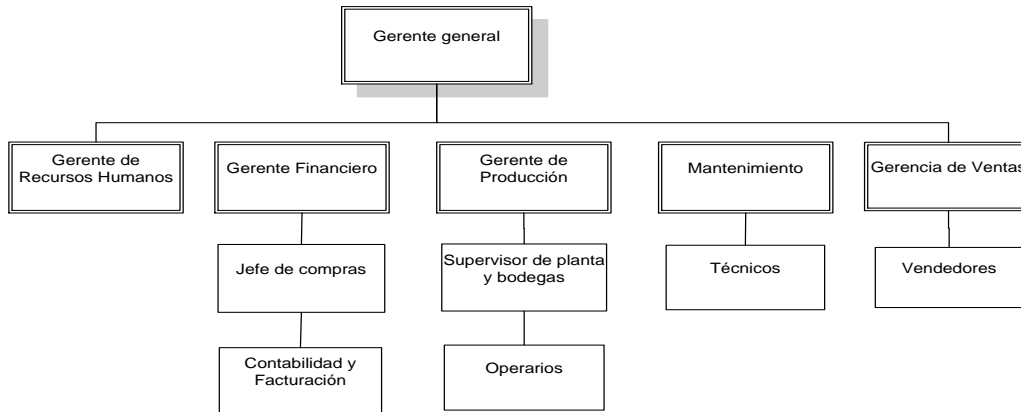 Gerente general
Gerente de
Recursos Humanos
Gerente Financiero
Gerente de
Producción
Mantenimiento
Gerencia de Ventas
Jefe de compras
Supervisor de planta
y bodegas
Técnicos
Vendedores
Contabilidad y
Facturación
Operarios